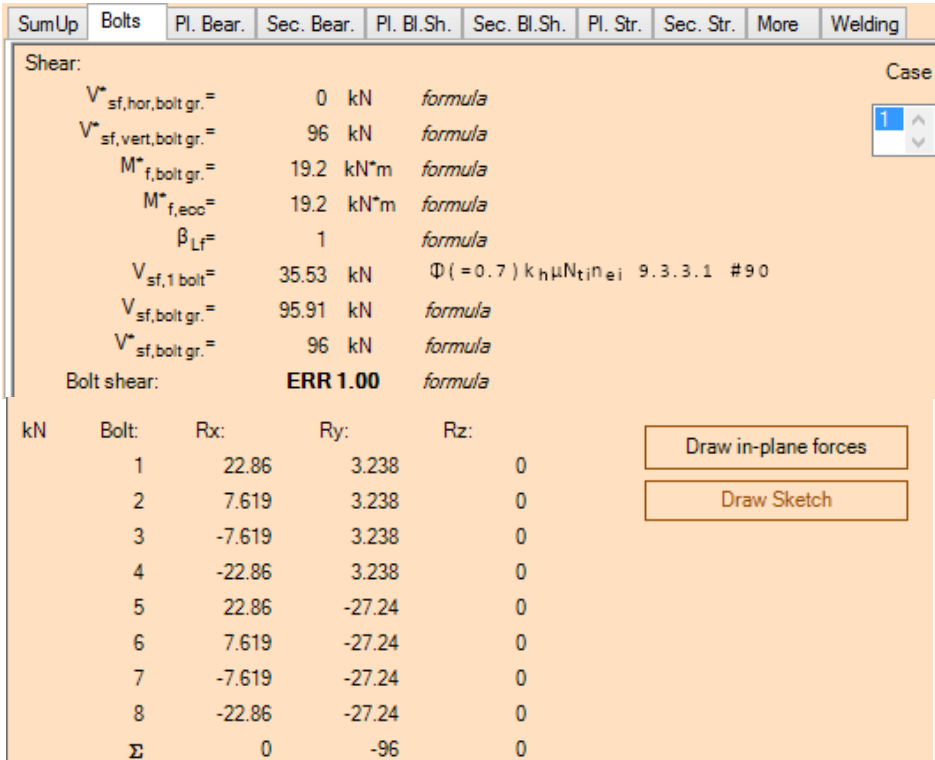 SumUp Bolts Pl. Bear. Sec. Bear. Pl. Bl.Sh. Sec. Bl.Sh. Pl. Str. Sec. Str. More Welding
Shear:
Case
1
V*sf,hor,bolt gr.= 0 kN formula
V*sf,vert,bolt gr.= 96 kN formula
M*f,bolt gr.= 19.2 kN*m formula
M*f,ecc= 19.2 kN*m formula
βLf= 1 formula
Vsf,1 bolt= 35.53 kN Φ(=0.7)khμNtinei 9.3.3.1 #90
Vsf,bolt gr.= 95.91 kN formula
V*sf,bolt gr.= 96 kN formula
Bolt shear: ERR 1.00 formula
kN Bolt: Rx: Ry: Rz:
Draw in-plane forces
1 22.86 3.238 0
2 7.619 3.238 0
Draw Sketch
3 -7.619 3.238 0
4 -22.86 3.238 0
5 22.86 -27.24 0
6 7.619 -27.24 0
7 -7.619 -27.24 0
8 -22.86 -27.24 0
Σ 0 -96 0